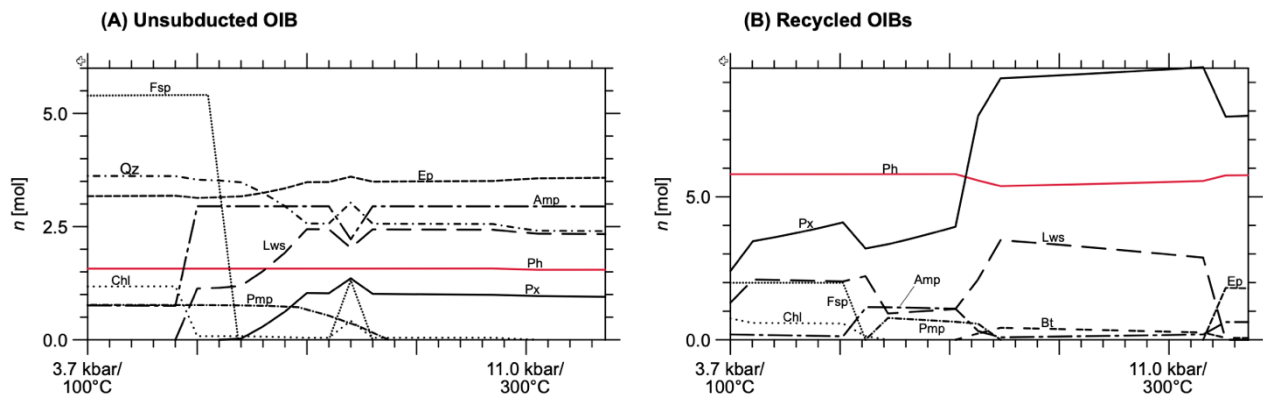 (A) Unsubducted OIB
Fsp
Qz
Ep
Amp
Lws
Ph
Chl
Pmp
Px
n [mol]
5.0
2.5
0.0
3.7 kbar/
100°C
11.0 kbar/
300°C
(B) Recycled OIBs
Ph
Px
Lws
Amp
Fsp
Ep
Chl
Pmp
Bt
n [mol]
5.0
0.0
3.7 kbar/
100°C
11.0 kbar/
300°C